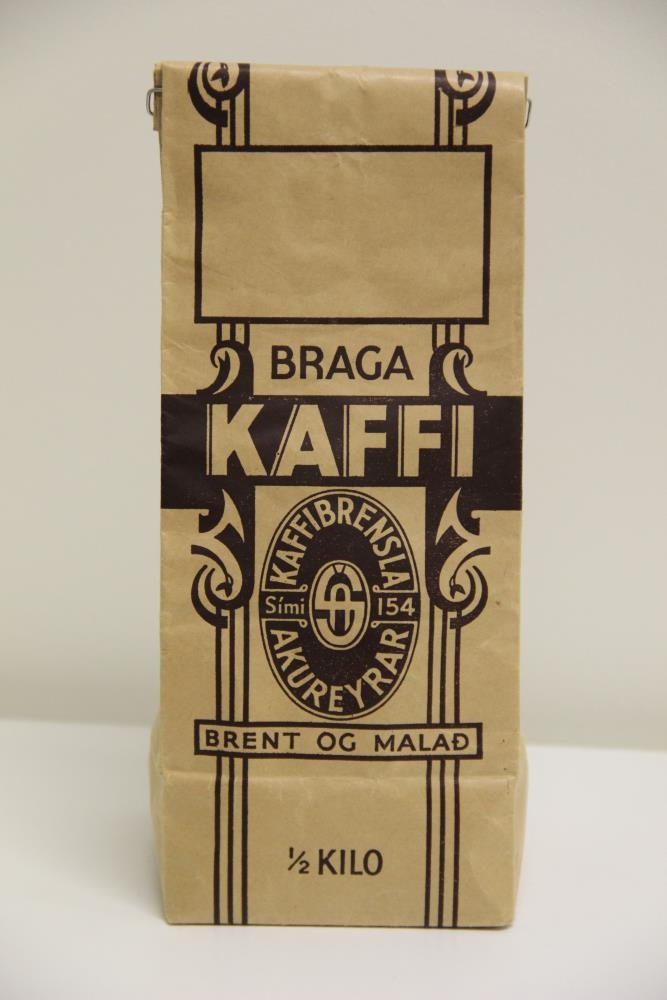 BRAGA
KAFFI
KAFFIBRENSLA
Sími 154
AKUREYRAR
BRENT OG MALAÐ
½ KILO